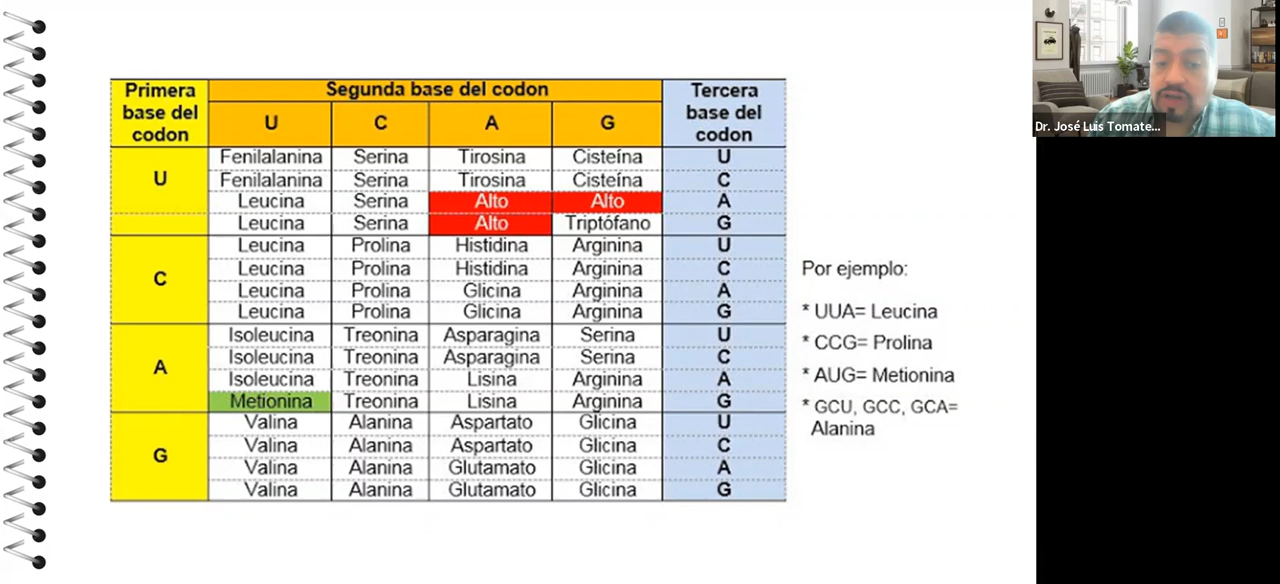 Primera base del codon
Segunda base del codon
Tercera base del codon
U C A G
U
Fenilalanina Serina Tirosina Cisteína U
Fenilalanina Serina Tirosina Cisteína C
Leucina Serina Alto Alto A
Leucina Serina Alto Triptófano G
C
Leucina Prolina Histidina Arginina U
Leucina Prolina Histidina Arginina C
Leucina Prolina Glicina Arginina A
Leucina Prolina Glicina Arginina G
A
Isoleucina Treonina Asparagina Serina U
Isoleucina Treonina Asparagina Serina C
Isoleucina Treonina Lisina Arginina A
Metionina Treonina Lisina Arginina G
G
Valina Alanina Aspartato Glicina U
Valina Alanina Aspartato Glicina C
Valina Alanina Glutamato Glicina A
Valina Alanina Glutamato Glicina G
Por ejemplo:
* UUA= Leucina
* CCG= Prolina
* AUG= Metionina
* GCU, GCC, GCA=
Alanina
Dr. José Luis Tomate...